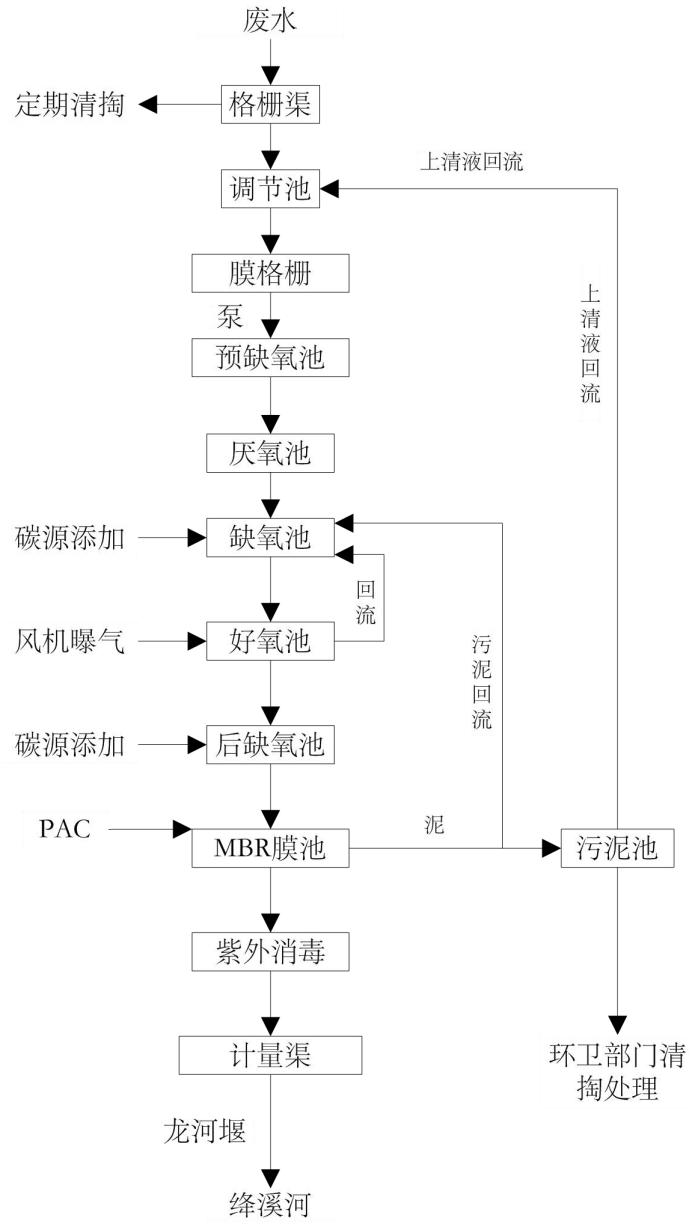 废水
定期清掏
格栅渠
上清液回流
调节池
膜格栅
上清液回流
泵
预缺氧池
厌氧池
碳源添加
缺氧池
回流
风机曝气
好氧池
污泥回流
碳源添加
后缺氧池
PAC
泥
MBR膜池
污泥池
紫外消毒
计量渠
环卫部门清
掏处理
龙河堰
绛溪河